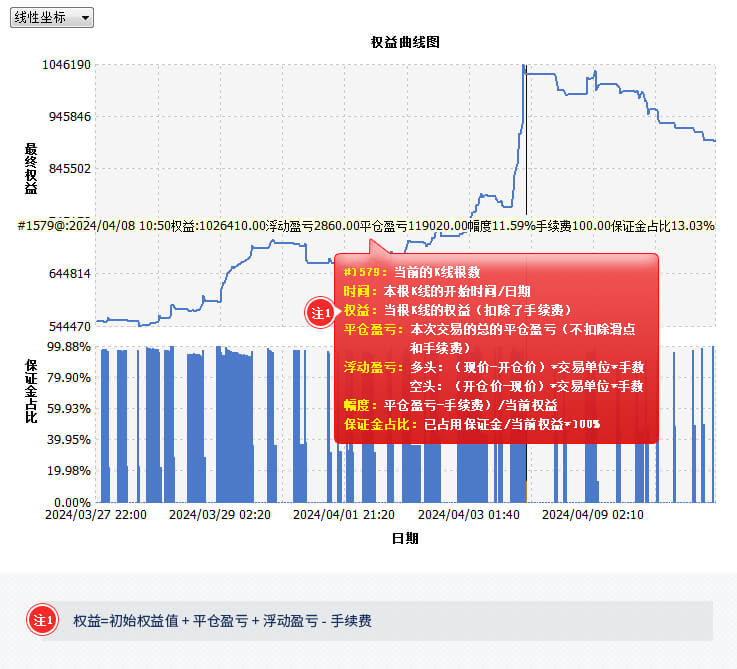 线性坐标
权益曲线图
1046190
945846
845502
最终权益
#1579@:2024/04/08 10:50权益:1026410.00浮动盈亏2860.00平仓盈亏119020.00幅度11.59%手续费100.00保证金占比13.03%
644814
544470
#1579：当前的K线根数
时间：本根K线的开始时间/日期
权益：当根K线的权益（扣除了手续费）
平仓盈亏：本次交易的总的平仓盈亏（不扣除滑点
和手续费）
浮动盈亏：多头：（现价-开仓价）*交易单位*手数
空头：（开仓价-现价）*交易单位*手数
幅度：平仓盈亏-手续费）/当前权益
保证金占比：已占用保证金/当前权益*100%
注1
99.88%
79.90%
59.93%
39.95%
19.98%
0.00%
保证金占比
2024/03/27 22:00 2024/03/29 02:20 2024/04/01 21:20 2024/04/03 01:40 2024/04/09 02:10
日期
注1 权益=初始权益值 + 平仓盈亏 + 浮动盈亏 - 手续费